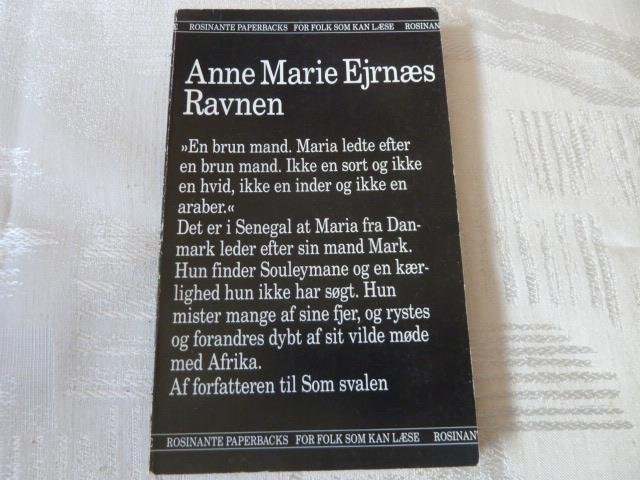 E ROSINANTE PAPERBACKS FOR FOLK SOM KAN LÆSE ROSINAN
Anne Marie Ejrnæs
Ravnen
»En brun mand. Maria ledte efter
en brun mand. Ikke en sort og ikke
en hvid, ikke en inder og ikke en
araber.«
Det er i Senegal at Maria fra Dan-
mark leder efter sin mand Mark.
Hun finder Souleymane og en kær-
lighed hun ikke har søgt. Hun
mister mange af sine fjer, og rystes
og forandres dybt af sit vilde møde
med Afrika.
Af forfatteren til Som svalen
E ROSINANTE PAPERBACKS FOR FOLK SOM KAN LÆSE ROSINANT